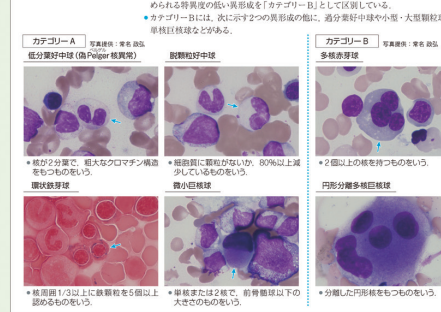 められる特異度の低い異形成を「カテゴリーB」として区別している.
● カテゴリーBには, 次に示す2つの異形成の他に, 過分葉好中球や小型・大型顆粒球
単核巨核球などがある.
カテゴリーA
写真提供：常名 政弘
低分葉好中球(偽Pelger核異常)
ペルゲル
● 核が2分葉で, 粗大なクロマチン構造
をもつものをいう.
脱顆粒好中球
● 細胞質に顆粒がないか, 80%以上減
少しているものをいう.
環状鉄芽球
● 核周囲1/3以上に鉄顆粒を5個以上
認めるものをいう.
微小巨核球
● 単核または2核で, 前骨髄球以下の
大きさのものをいう.
カテゴリーB
写真提供：常名 政弘
多核赤芽球
● 2個以上の核を持つものをいう.
円形分離多核巨核球
● 分離した円形核をもつものをいう.